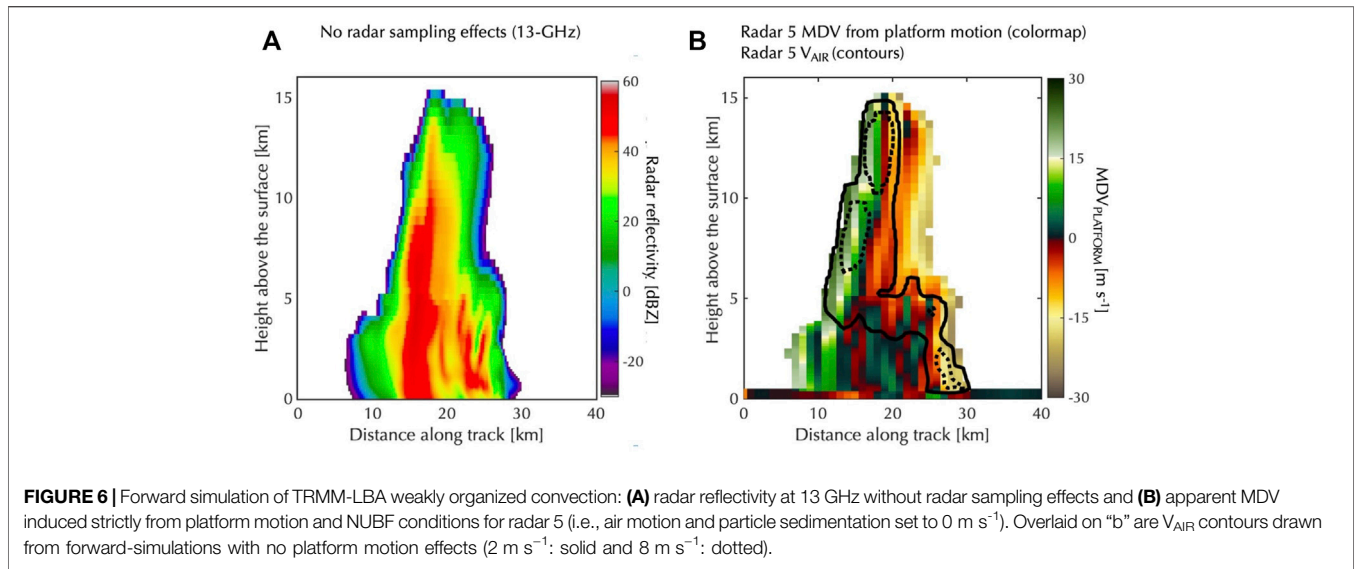 A
No radar sampling effects (13-GHz)
Height above the surface [km]
15
10
5
0
0
10
20
30
40
Distance along track [km]
60
40
20
0
-20
Radar reflectivity [dBZ]
B
Radar 5 MDV from platform motion (colormap)
Radar 5 V_AIR (contours)
Height above the surface [km]
15
10
5
0
0
10
20
30
40
Distance along track [km]
30
15
0
-15
-30
MDV_PLATFORM [m s⁻¹]
FIGURE 6 | Forward simulation of TRMM-LBA weakly organized convection: (A) radar reflectivity at 13 GHz without radar sampling effects and (B) apparent MDV
induced strictly from platform motion and NUBF conditions for radar 5 (i.e., air motion and particle sedimentation set to 0 m s⁻¹). Overlaid on “b” are V_AIR contours drawn
from forward-simulations with no platform motion effects (2 m s⁻¹: solid and 8 m s⁻¹: dotted).